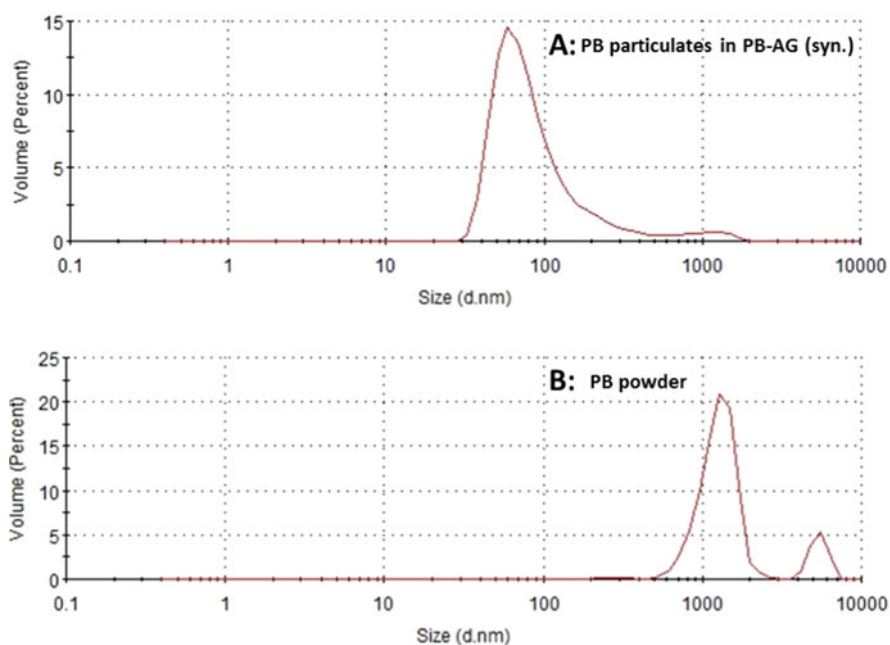 A: PB particulates in PB-AG (syn.)
Volume (Percent)
15
10
5
0
0.1 1 10 100 1000 10000
Size (d.nm)
B: PB powder
Volume (Percent)
25
20
15
10
5
0
0.1 1 10 100 1000 10000
Size (d.nm)